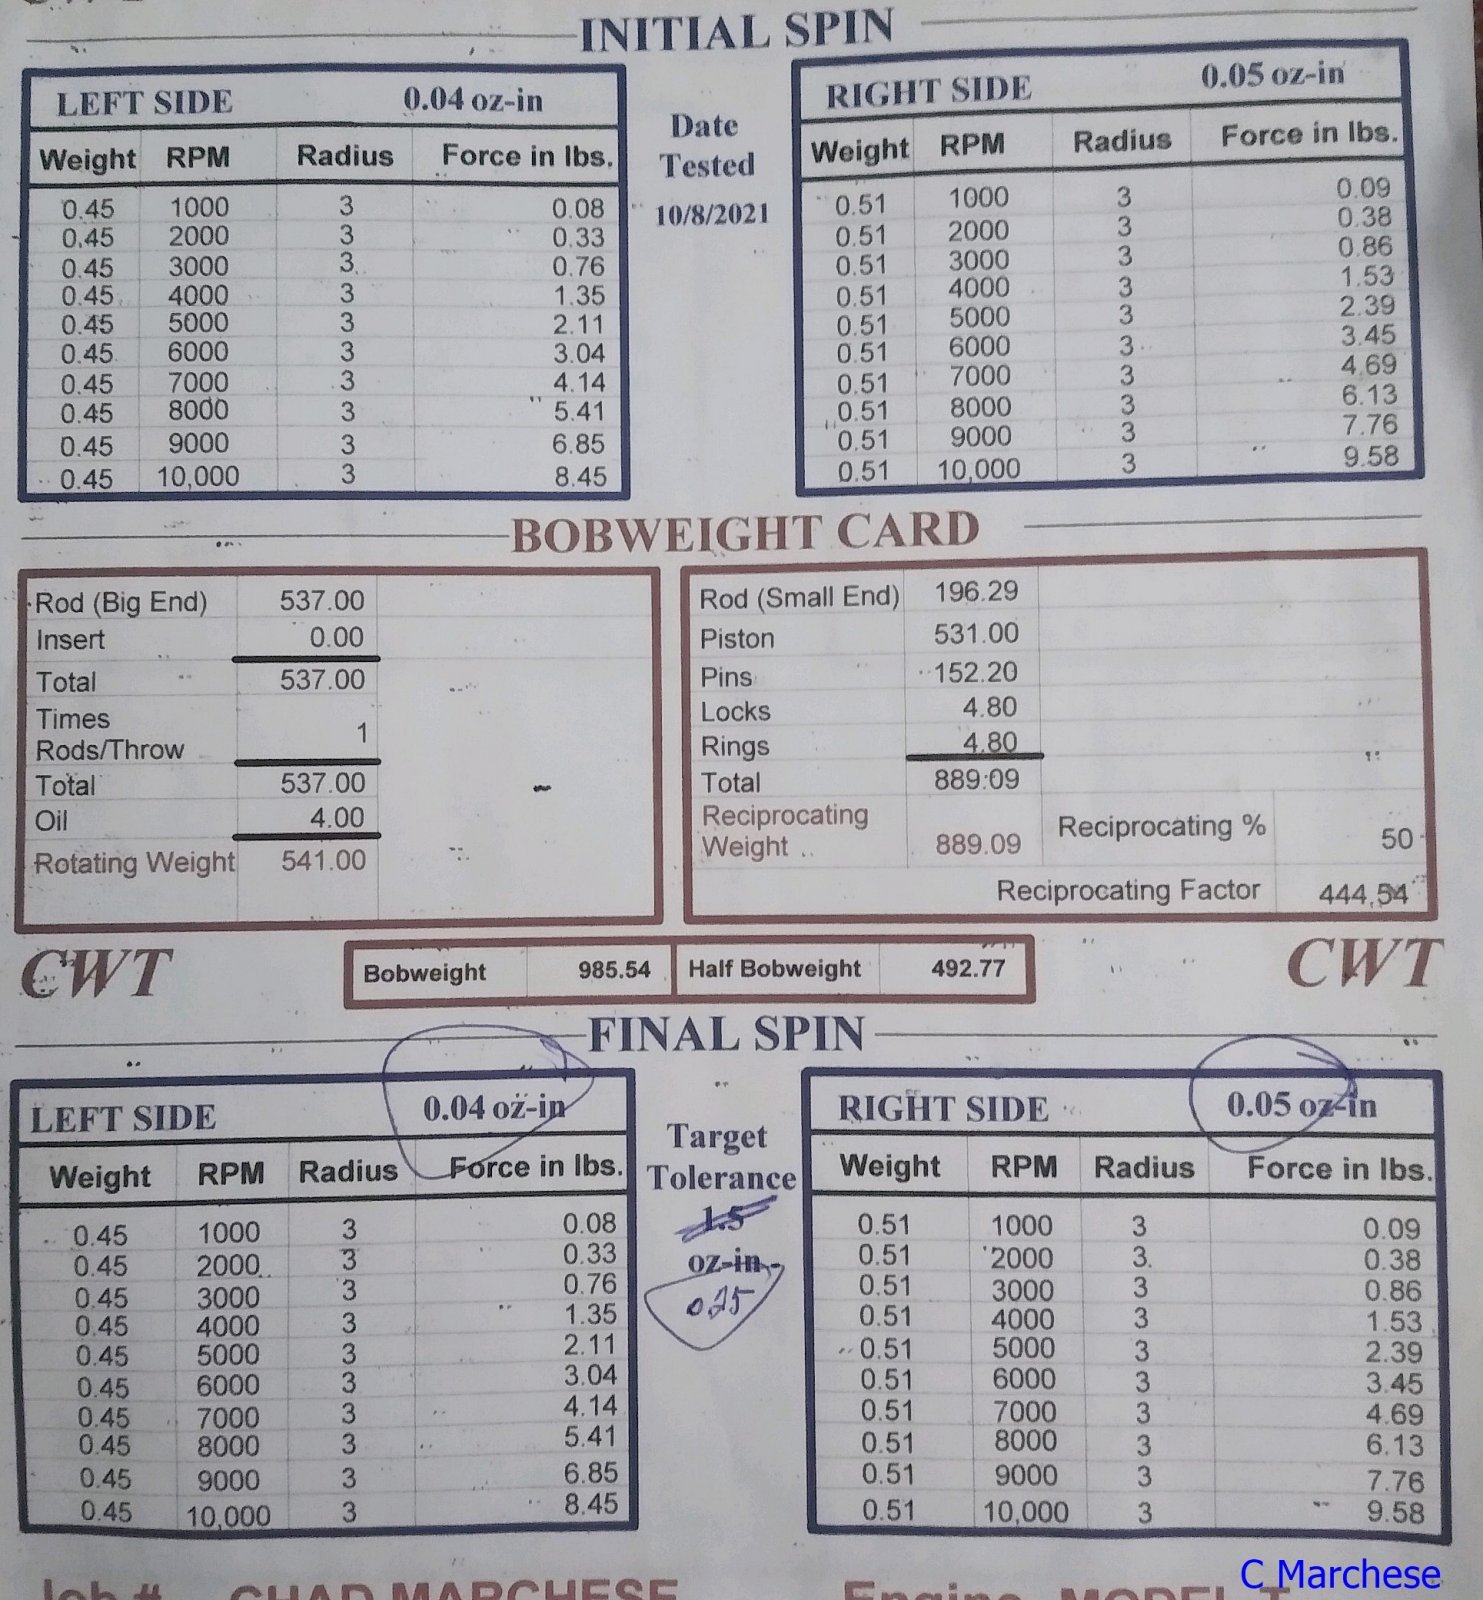 INITIAL SPIN
LEFT SIDE 0.04 oz-in
Weight RPM Radius Force in lbs.
0.45 1000 3 0.08
0.45 2000 3 0.33
0.45 3000 3 0.76
0.45 4000 3 1.35
0.45 5000 3 2.11
0.45 6000 3 3.04
0.45 7000 3 4.14
0.45 8000 3 5.41
0.45 9000 3 6.85
0.45 10,000 3 8.45
Date
Tested
10/8/2021
RIGHT SIDE 0.05 oz-in
Weight RPM Radius Force in lbs.
0.51 1000 3 0.09
0.51 2000 3 0.38
0.51 3000 3 0.86
0.51 4000 3 1.53
0.51 5000 3 2.39
0.51 6000 3 3.45
0.51 7000 3 4.69
0.51 8000 3 6.13
0.51 9000 3 7.76
0.51 10,000 3 9.58
BOBWEIGHT CARD
Rod (Big End) 537.00
Insert 0.00
Total 537.00
Times
Rods/Throw 1
Total 537.00
Oil 4.00
Rotating Weight 541.00
Rod (Small End) 196.29
Piston 531.00
Pins 152.20
Locks 4.80
Rings 4.80
Total 889.09
Reciprocating
Weight 889.09 Reciprocating % 50
Reciprocating Factor 444.54
CWT
Bobweight 985.54 Half Bobweight 492.77
CWT
FINAL SPIN
LEFT SIDE 0.04 oz-in
Weight RPM Radius Force in lbs.
0.45 1000 3 0.08
0.45 2000 3 0.33
0.45 3000 3 0.76
0.45 4000 3 1.35
0.45 5000 3 2.11
0.45 6000 3 3.04
0.45 7000 3 4.14
0.45 8000 3 5.41
0.45 9000 3 6.85
0.45 10,000 3 8.45
Target
Tolerance
1.5
oz-in
0.25
RIGHT SIDE 0.05 oz-in
Weight RPM Radius Force in lbs.
0.51 1000 3 0.09
0.51 2000 3 0.38
0.51 3000 3 0.86
0.51 4000 3 1.53
0.51 5000 3 2.39
0.51 6000 3 3.45
0.51 7000 3 4.69
0.51 8000 3 6.13
0.51 9000 3 7.76
0.51 10,000 3 9.58
Job # CHAD MARCHESE Engine MODEL T
C Marchese